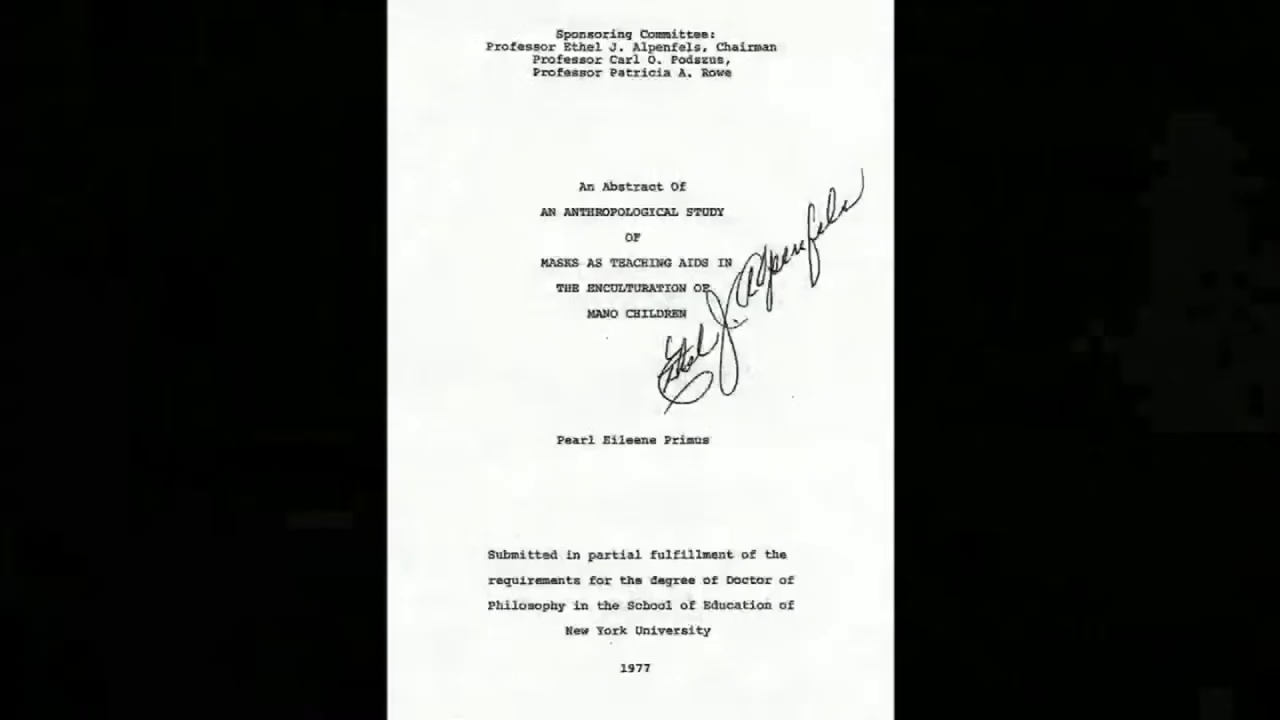 Sponsoring Committee:
Professor Ethel J. Alpenfels, Chairman
Professor Carl O. Podszus,
Professor Patricia A. Rowe
An Abstract Of
AN ANTHROPOLOGICAL STUDY
OF
MASKS AS TEACHING AIDS IN
THE ENCULTURATION OF
MANO CHILDREN
Ethel J. Alpenfels
Pearl Eileene Primus
Submitted in partial fulfillment of the
requirements for the degree of Doctor of
Philosophy in the School of Education of
New York University
1977